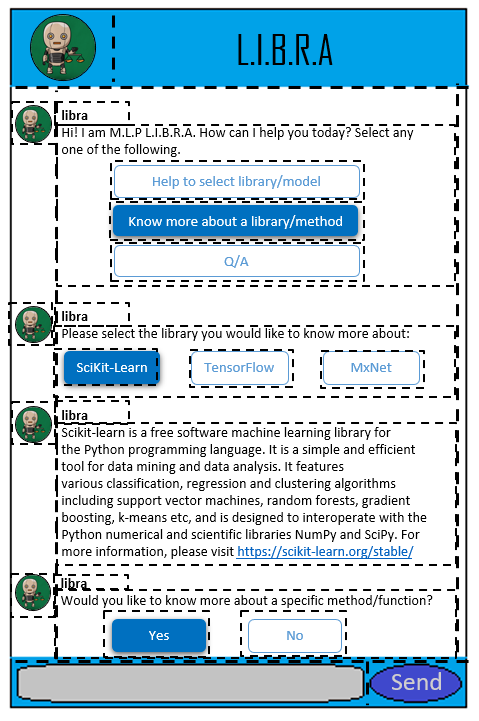 L.I.B.R.A
libra
Hi! I am M.L.P L.I.B.R.A. How can I help you today? Select any
one of the following.
Help to select library/model
Know more about a library/method
Q/A
libra
Please select the library you would like to know more about:
SciKit-Learn TensorFlow MxNet
libra
Scikit-learn is a free software machine learning library for
the Python programming language. It is a simple and efficient
tool for data mining and data analysis. It features
various classification, regression and clustering algorithms
including support vector machines, random forests, gradient
boosting, k-means etc, and is designed to interoperate with the
Python numerical and scientific libraries NumPy and SciPy. For
more information, please visit https://scikit-learn.org/stable/
libra
Would you like to know more about a specific method/function?
Yes No
Send